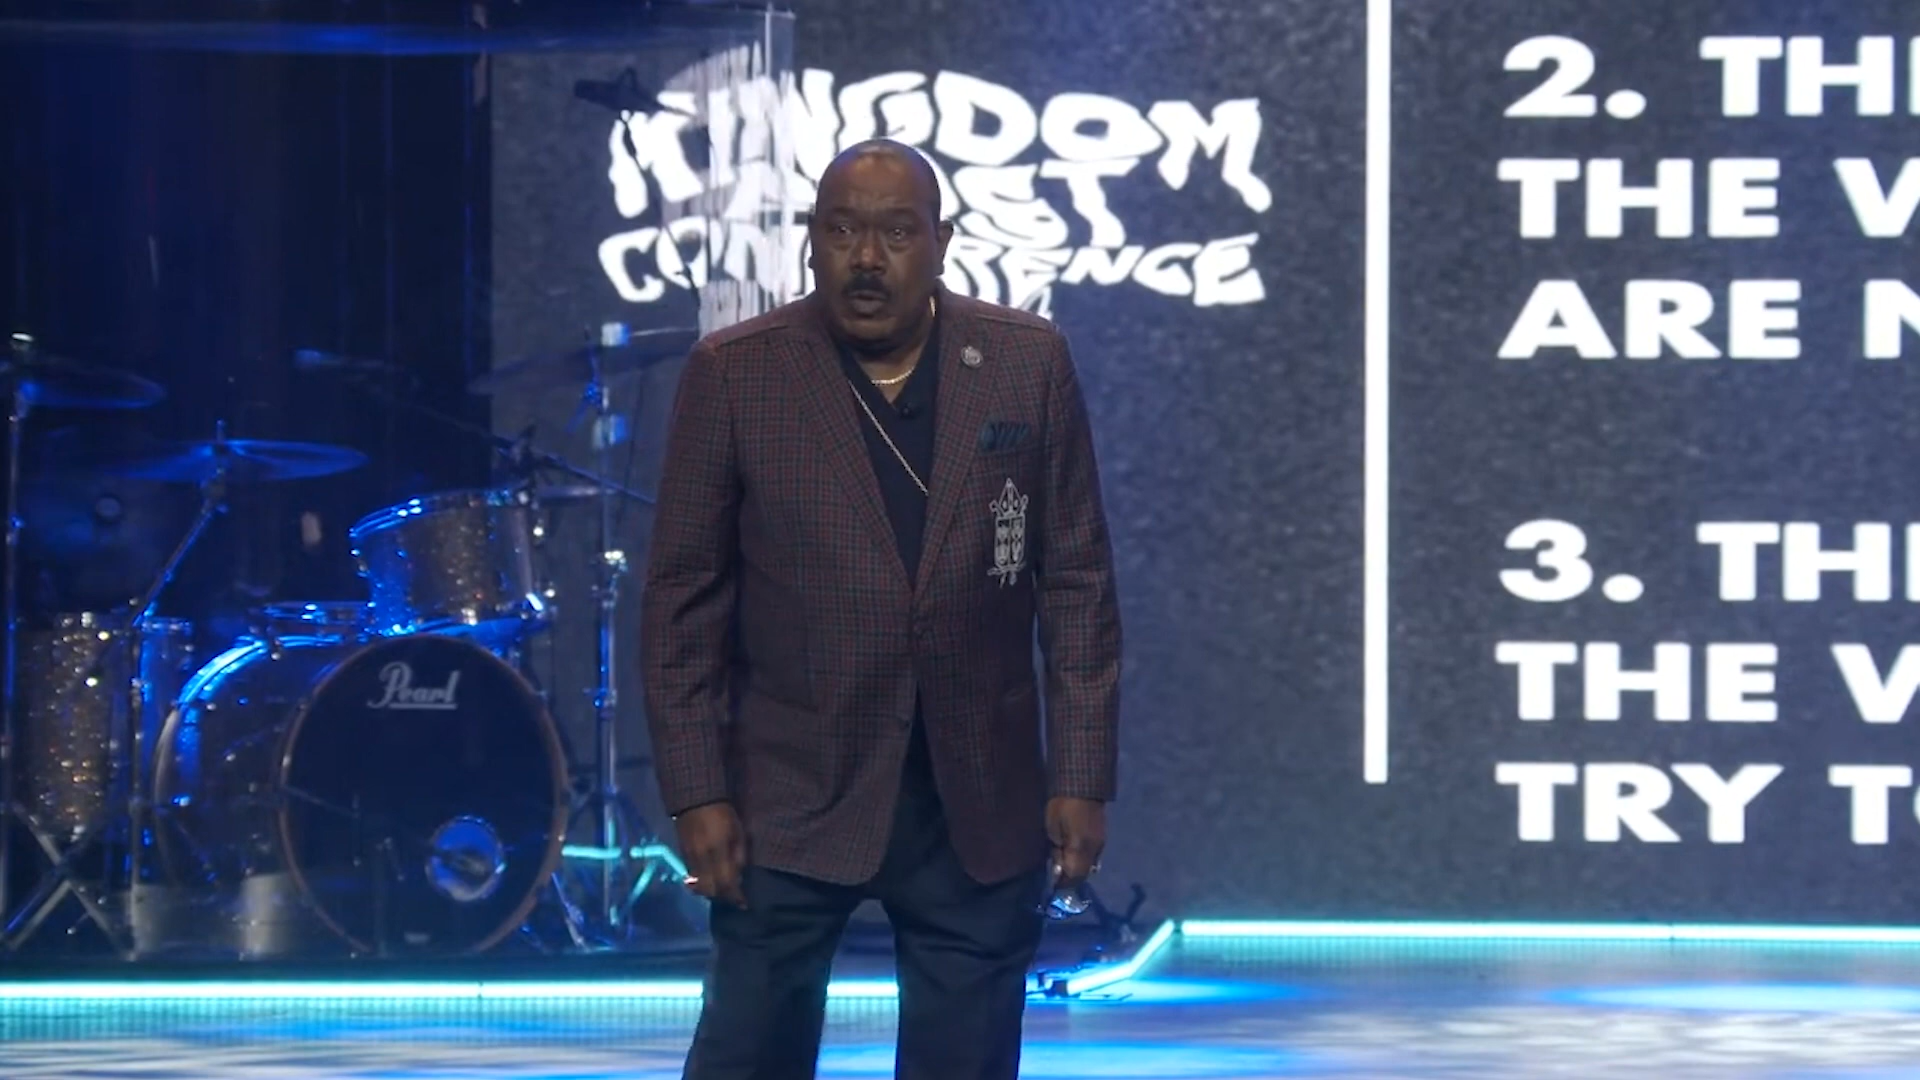 KINGDOM
CONFERENCE
2. TH
THE
ARE
3. TH
THE
TRY
Pearl